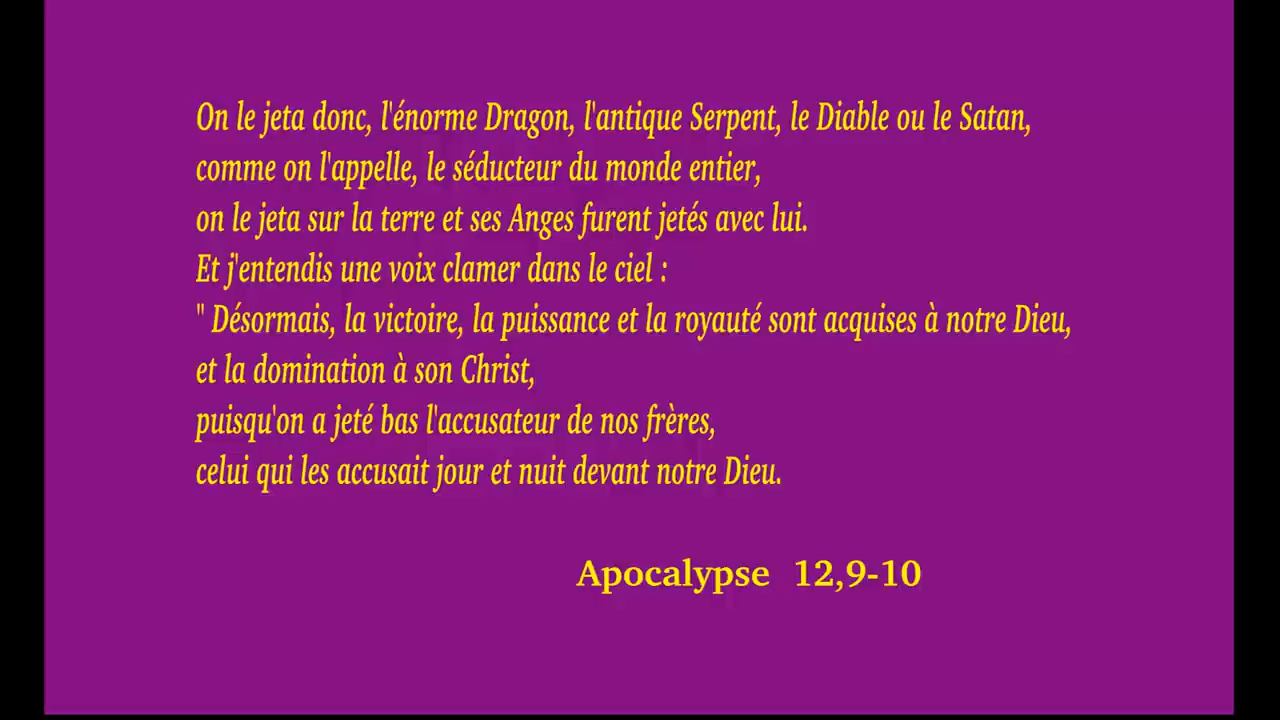 On le jeta donc, l'énorme Dragon, l'antique Serpent, le Diable ou le Satan,
comme on l'appelle, le séducteur du monde entier,
on le jeta sur la terre et ses Anges furent jetés avec lui.
Et j'entendis une voix clamer dans le ciel :
" Désormais, la victoire, la puissance et la royauté sont acquises à notre Dieu,
et la domination à son Christ,
puisqu'on a jeté bas l'accusateur de nos frères,
celui qui les accusait jour et nuit devant notre Dieu.
Apocalypse 12,9-10